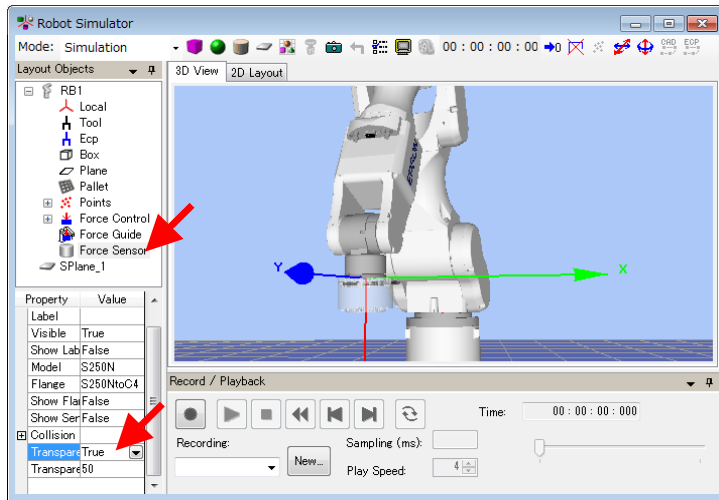 Robot Simulator
Mode: Simulation
00 : 00 : 00 : 00
CAD
ECP
Layout Objects
3D View
2D Layout
RB1
Local
Tool
Ecp
Box
Plane
Pallet
Points
Force Control
Force Guide
Force Sensor
SPlane_1
EPSON
Y
X
Property Value
Label
Visible True
Show Lab False
Model S250N
Flange S250NtoC4
Show Fla False
Show Ser False
Collision
Transpare True
Transpare 50
Record / Playback
Time: 00 : 00 : 00 : 000
Recording:
New...
Sampling (ms):
Play Speed: 4